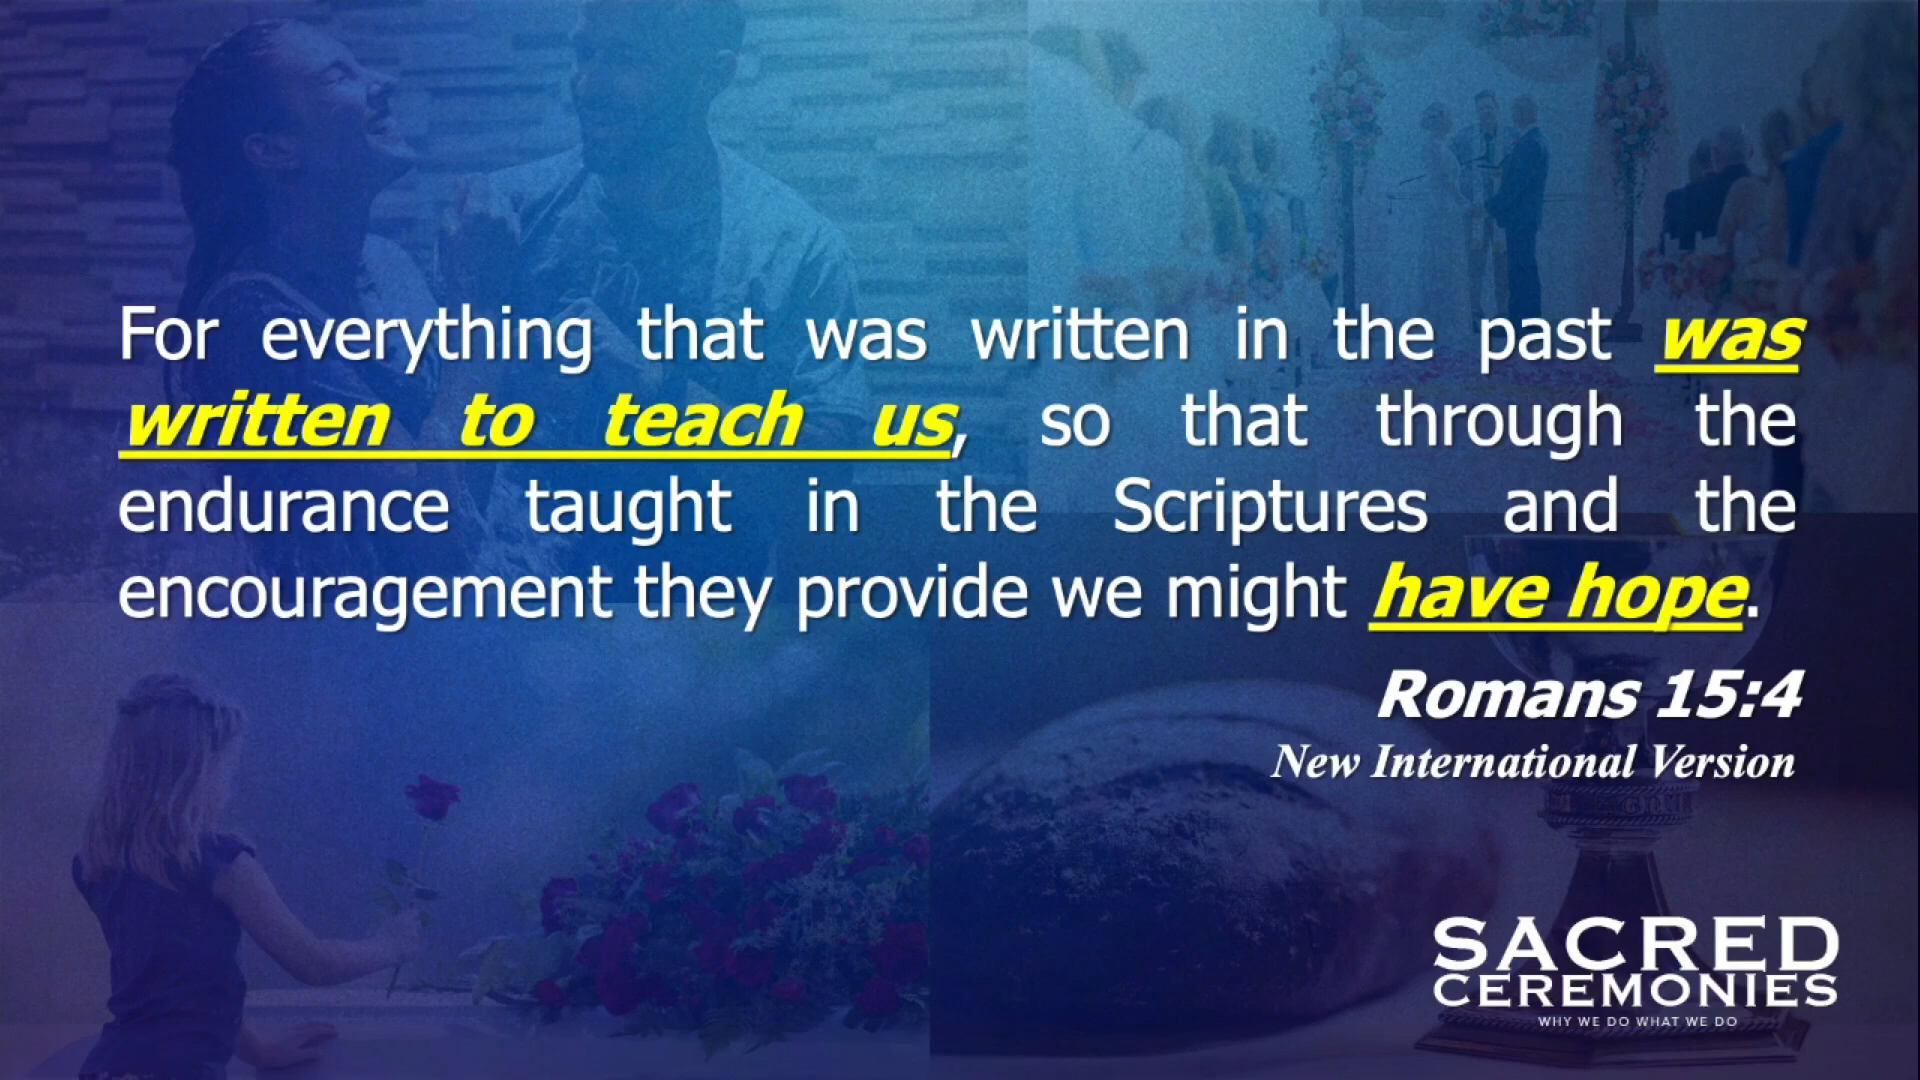 For everything that was written in the past was
written to teach us, so that through the
endurance taught in the Scriptures and the
encouragement they provide we might have hope.
Romans 15:4
New International Version
SACRED
CEREMONIES
WHY WE DO WHAT WE DO